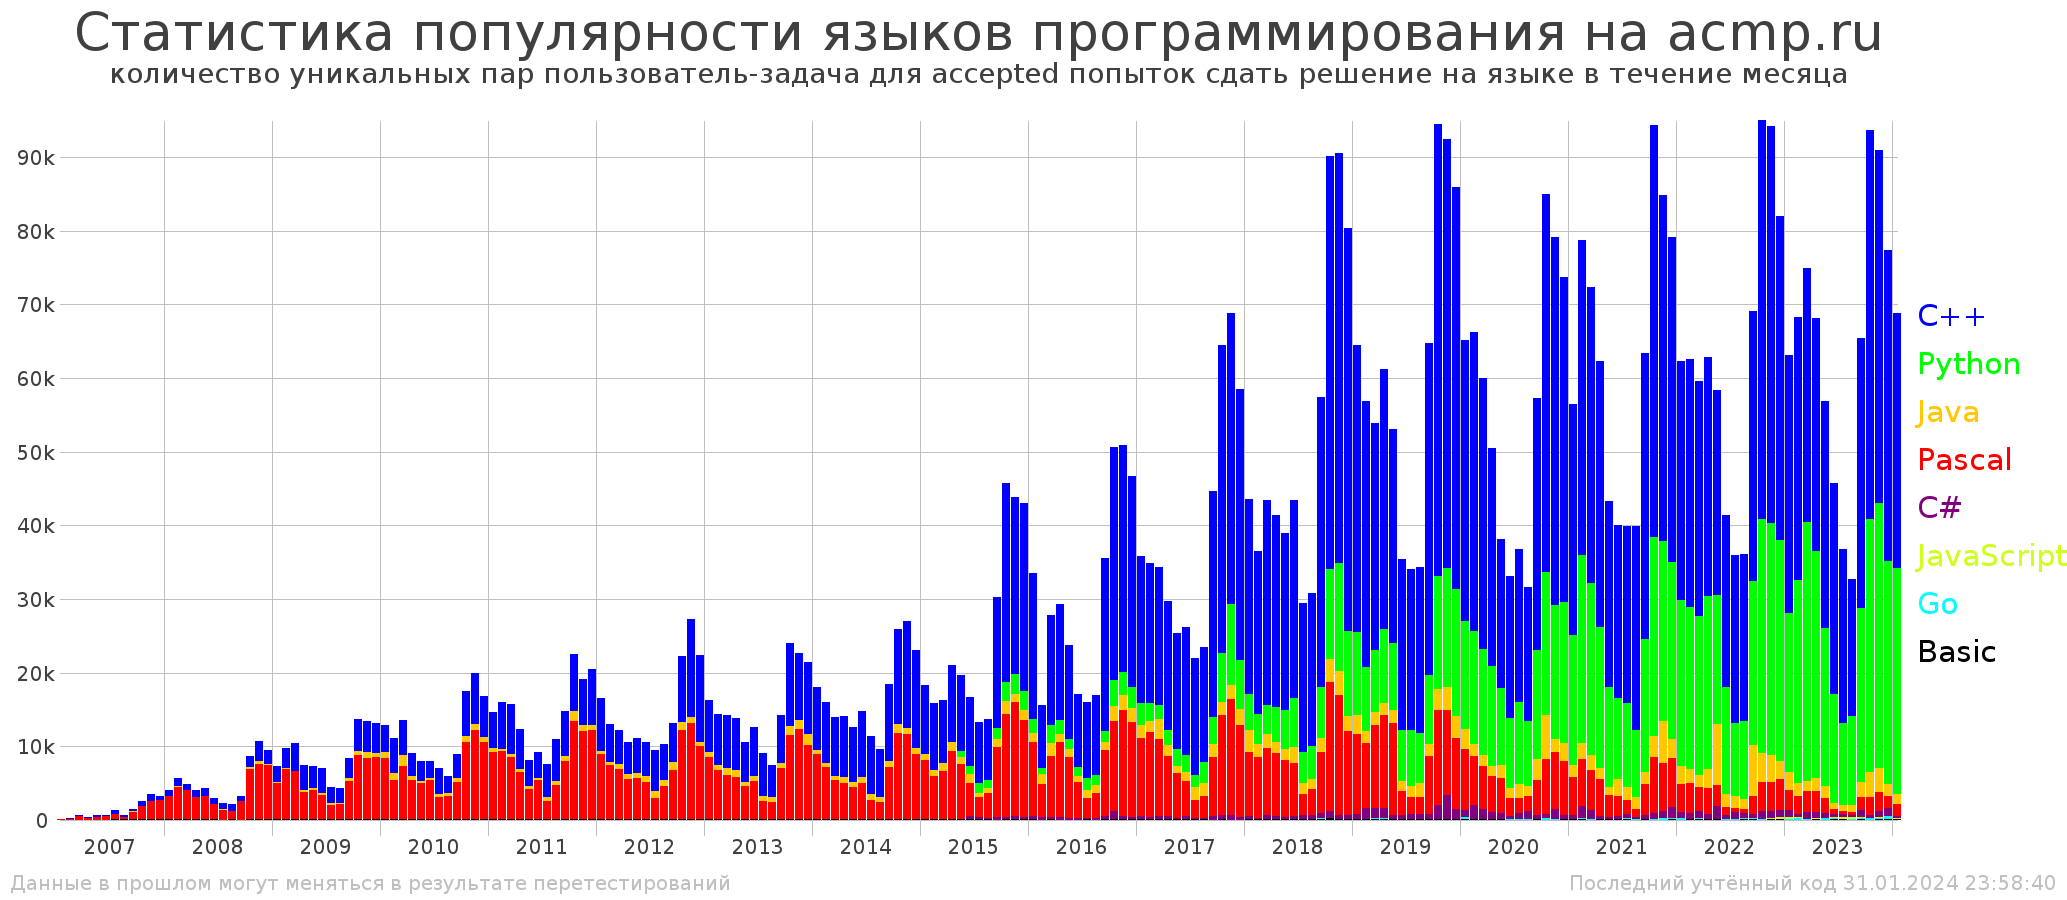 Статистика популярности языков программирования на acmp.ru
количество уникальных пар пользователь-задача для accepted попыток сдать решение на языке в течение месяца
90k
80k
70k
60k
50k
40k
30k
20k
10k
0
C++
Python
Java
Pascal
C#
JavaScript
Go
Basic
2007 2008 2009 2010 2011 2012 2013 2014 2015 2016 2017 2018 2019 2020 2021 2022 2023
Данные в прошлом могут меняться в результате перетестирований
Последний учтённый код 31.01.2024 23:58:40